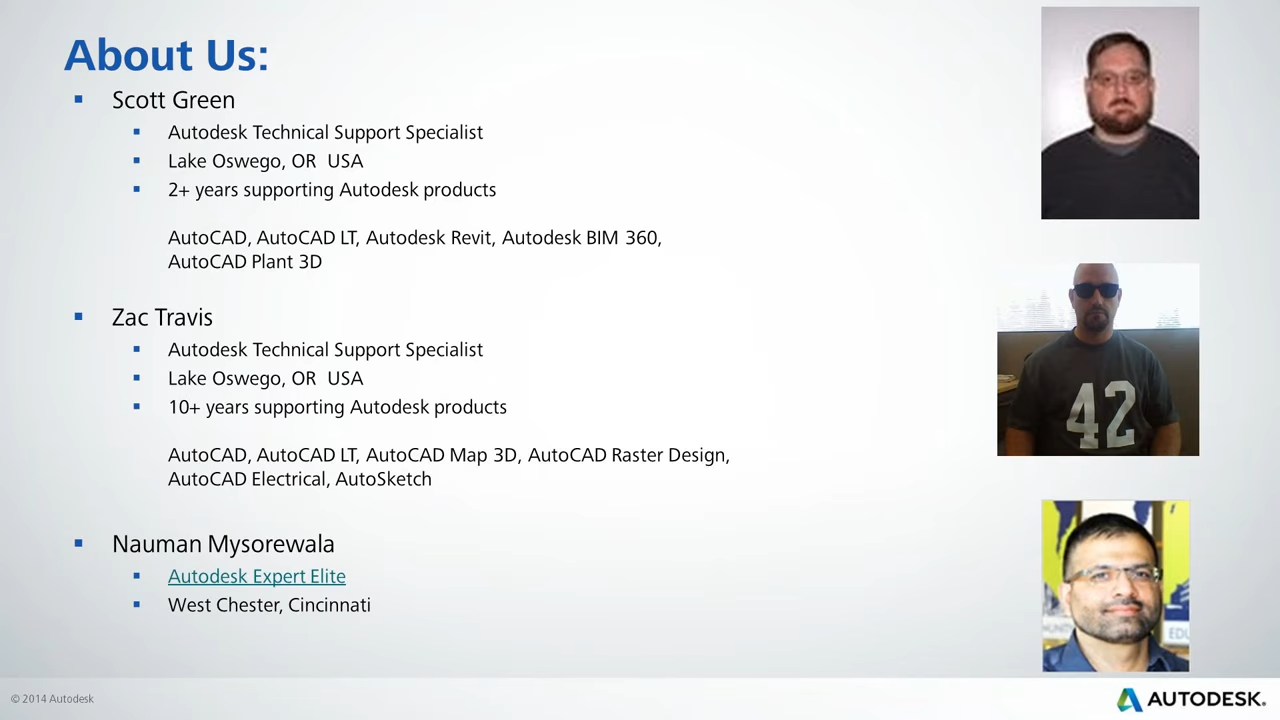 About Us:
Scott Green
Autodesk Technical Support Specialist
Lake Oswego, OR  USA
2+ years supporting Autodesk products
AutoCAD, AutoCAD LT, Autodesk Revit, Autodesk BIM 360,
AutoCAD Plant 3D
Zac Travis
Autodesk Technical Support Specialist
Lake Oswego, OR  USA
10+ years supporting Autodesk products
AutoCAD, AutoCAD LT, AutoCAD Map 3D, AutoCAD Raster Design,
AutoCAD Electrical, AutoSketch
42
Nauman Mysorewala
Autodesk Expert Elite
West Chester, Cincinnati
EDU
© 2014 Autodesk
AUTODESK.